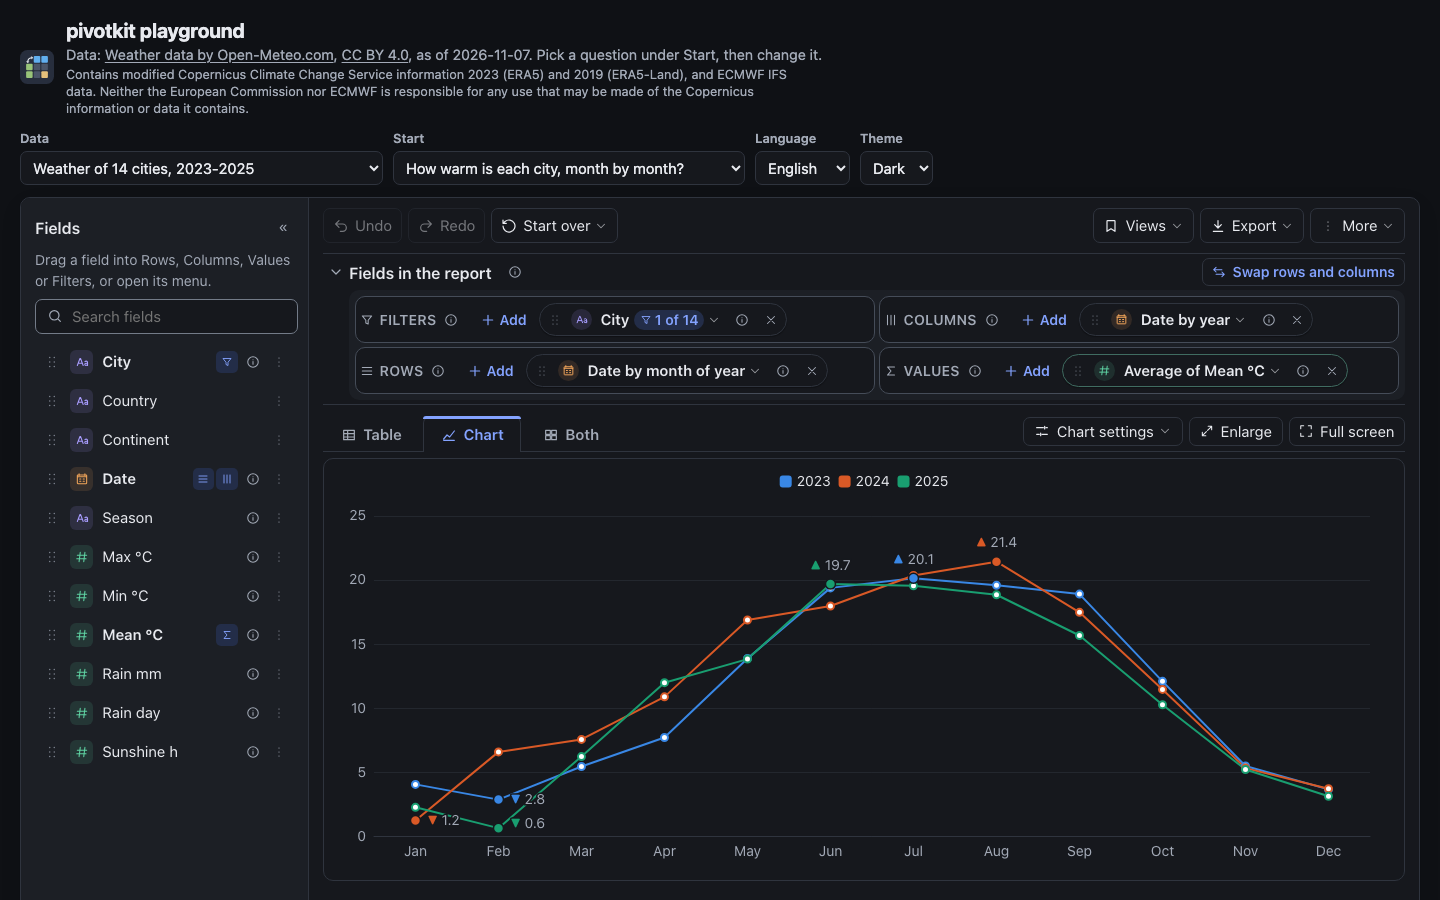 pivotkit playground
Data: Weather data by Open-Meteo.com, CC BY 4.0, as of 2026-11-07. Pick a question under Start, then change it.
Contains modified Copernicus Climate Change Service information 2023 (ERA5) and 2019 (ERA5-Land), and ECMWF IFS
data. Neither the European Commission nor ECMWF is responsible for any use that may be made of the Copernicus
information or data it contains.
Data
Start
Language
Theme
Weather of 14 cities, 2023-2025
How warm is each city, month by month?
English
Dark
Fields
«
Drag a field into Rows, Columns, Values
or Filters, or open its menu.
Search fields
Aa City
Aa Country
Aa Continent
Date
Aa Season
# Max °C
# Min °C
# Mean °C Σ
# Rain mm
# Rain day
# Sunshine h
Undo
Redo
Start over
Views
Export
More
Fields in the report
Swap rows and columns
FILTERS + Add Aa City 1 of 14
COLUMNS + Add Date by year
ROWS + Add Date by month of year
Σ VALUES + Add # Average of Mean °C
Table
Chart
Both
Chart settings
Enlarge
Full screen
2023 2024 2025
25
20
15
10
5
0
▲ 19.7
▲ 20.1
▲ 21.4
▼ 2.8
▼ 1.2
▼ 0.6
Jan Feb Mar Apr May Jun Jul Aug Sep Oct Nov Dec